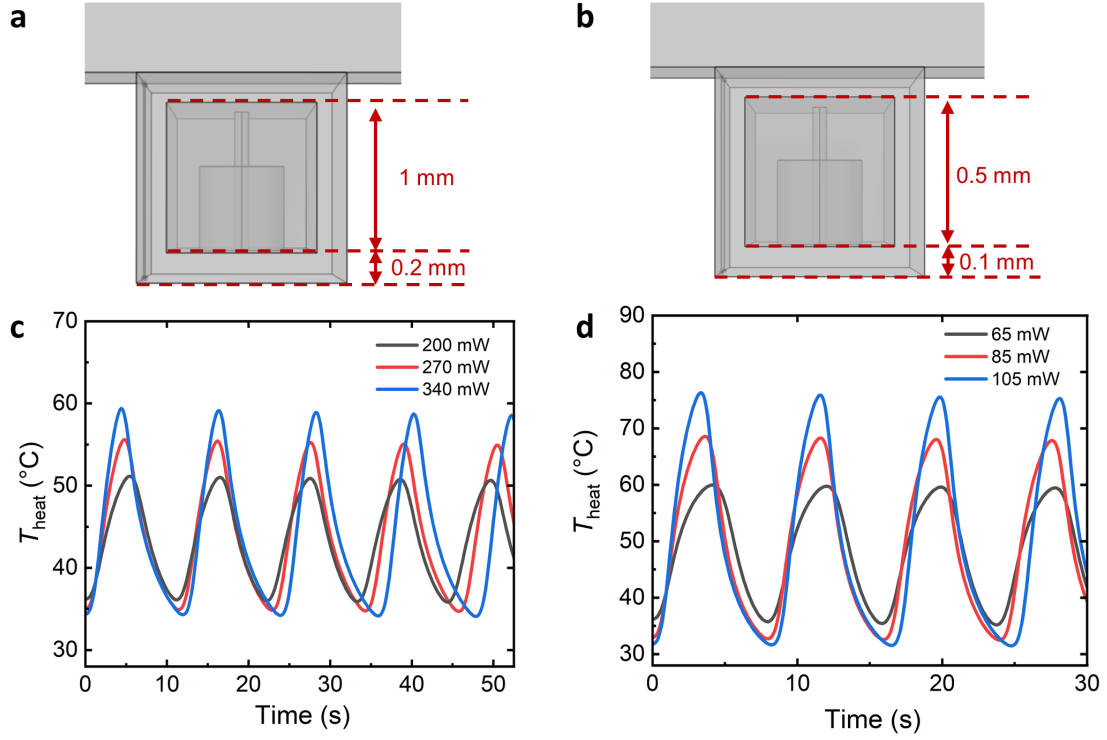 a
1 mm
0.2 mm
b
0.5 mm
0.1 mm
c
70
60
50
40
30
T_heat (°C)
200 mW
270 mW
340 mW
0 10 20 30 40 50
Time (s)
d
90
80
70
60
50
40
30
T_heat (°C)
65 mW
85 mW
105 mW
0 10 20 30
Time (s)